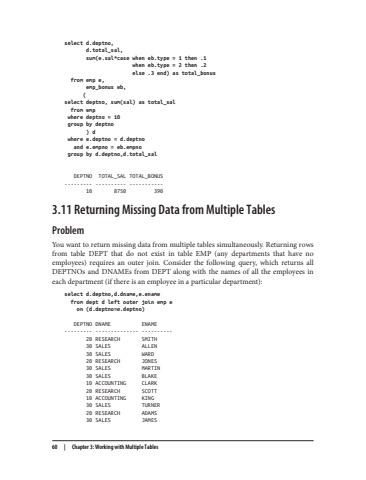 select d.deptno,
d.total_sal,
sum(e.sal*case when eb.type = 1 then .1
when eb.type = 2 then .2
else .3 end) as total_bonus
from emp e,
emp_bonus eb,
(
select deptno, sum(sal) as total_sal
from emp
where deptno = 10
group by deptno
) d
where e.deptno = d.deptno
and e.empno = eb.empno
group by d.deptno,d.total_sal
DEPTNO TOTAL_SAL TOTAL_BONUS
--------- ---------- -----------
10 8750 390
3.11 Returning Missing Data from Multiple Tables
Problem
You want to return missing data from multiple tables simultaneously. Returning rows
from table DEPT that do not exist in table EMP (any departments that have no
employees) requires an outer join. Consider the following query, which returns all
DEPTNOs and DNAMEs from DEPT along with the names of all the employees in
each department (if there is an employee in a particular department):
select d.deptno,d.dname,e.ename
from dept d left outer join emp e
on (d.deptno=e.deptno)
DEPTNO DNAME ENAME
--------- -------------- ----------
20 RESEARCH SMITH
30 SALES ALLEN
30 SALES WARD
20 RESEARCH JONES
30 SALES MARTIN
30 SALES BLAKE
10 ACCOUNTING CLARK
20 RESEARCH SCOTT
10 ACCOUNTING KING
30 SALES TURNER
20 RESEARCH ADAMS
30 SALES JAMES
60 | Chapter 3: Working with Multiple Tables